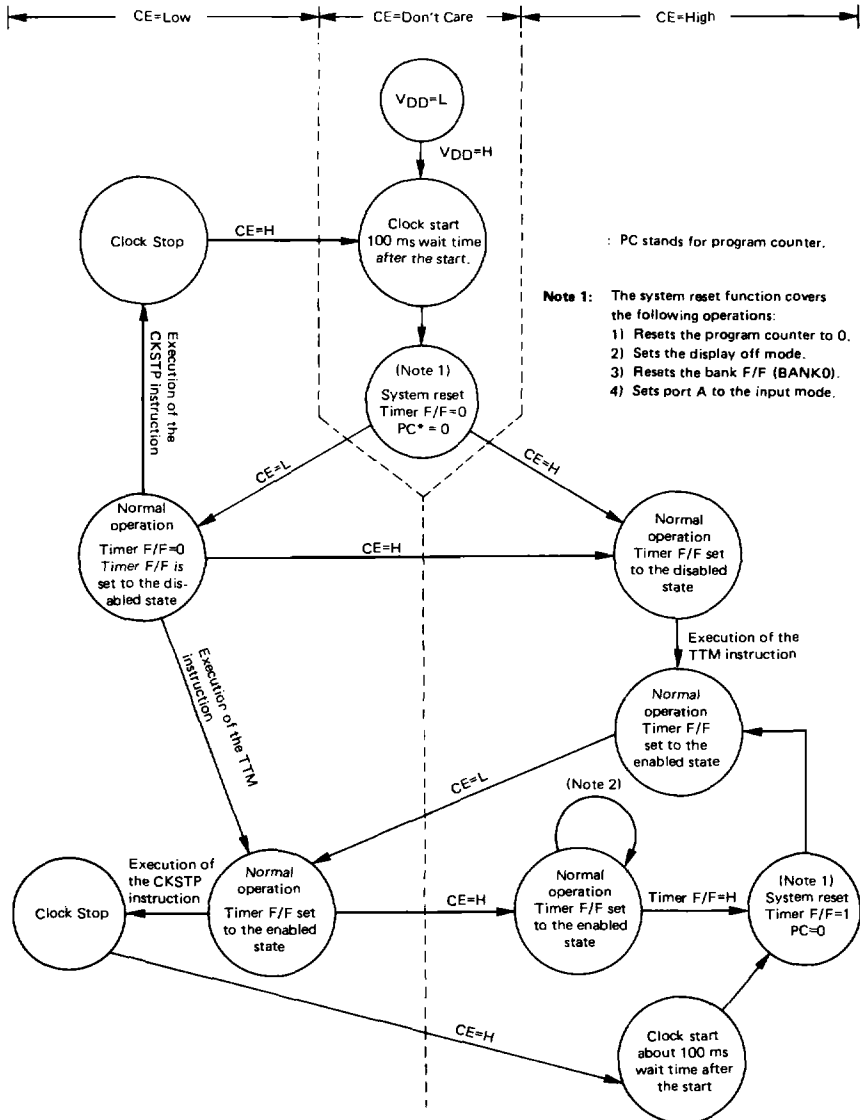 CE=Low
CE=Don't Care
CE=High
VDD=L
VDD=H
Clock Stop
CE=H
Clock start
100 ms wait time
after the start.
: PC stands for program counter.
Note 1: The system reset function covers
the following operations:
1) Resets the program counter to 0.
2) Sets the display off mode.
3) Resets the bank F/F (BANK0).
4) Sets port A to the input mode.
Execution of the
CKSTP instruction
(Note 1)
System reset
Timer F/F=0
PC* = 0
CE=L
CE=H
Normal
operation
Timer F/F=0
Timer F/F is
set to the dis-
abled state
CE=H
Normal
operation
Timer F/F set
to the disabled
state
Execution of the
TTM instruction
Execution of the TTM
instruction
Normal
operation
Timer F/F
set to the
enabled state
CE=L
(Note 2)
Clock Stop
Execution of
the CKSTP
instruction
Normal
operation
Timer F/F set
to the enabled
state
CE=H
Normal
operation
Timer F/F set
to the enabled
state
Timer F/F=H
(Note 1)
System reset
Timer F/F=1
PC=0
CE=H
Clock start
about 100 ms
wait time after
the start